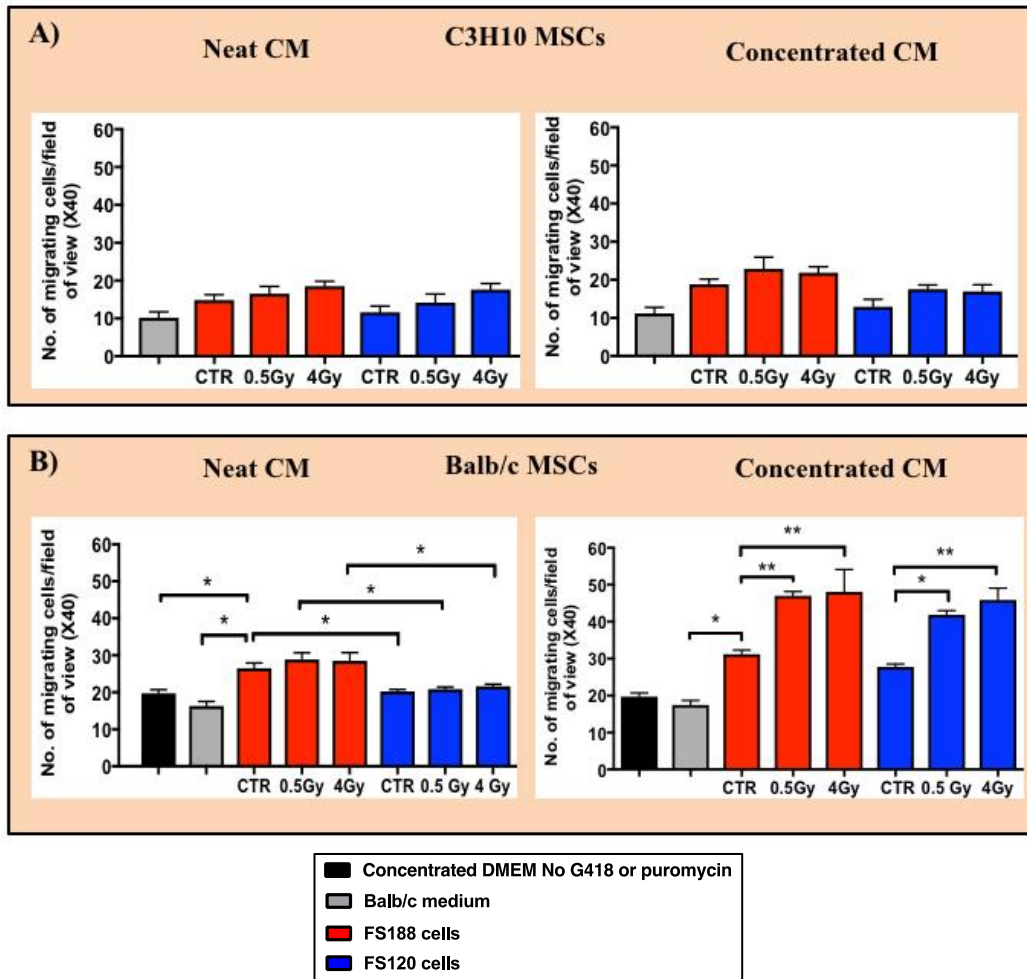 A)
C3H10 MSCs
Neat CM
Concentrated CM
No. of migrating cells/field
of view (X40)
60
50
40
30
20
10
0
CTR 0.5Gy 4Gy CTR 0.5Gy 4Gy
No. of migrating cells/field
of view (X40)
60
50
40
30
20
10
0
CTR 0.5Gy 4Gy CTR 0.5Gy 4Gy
B)
Neat CM
Balb/c MSCs
Concentrated CM
No. of migrating cells/field
of view (X40)
60
50
40
30
20
10
0
*
*
*
*
*
CTR 0.5Gy 4Gy CTR 0.5 Gy 4 Gy
No. of migrating cells/field
of view (X40)
60
50
40
30
20
10
0
**
**
**
*
*
CTR 0.5Gy 4Gy CTR 0.5 Gy 4Gy
Concentrated DMEM No G418 or puromycin
Balb/c medium
FS188 cells
FS120 cells